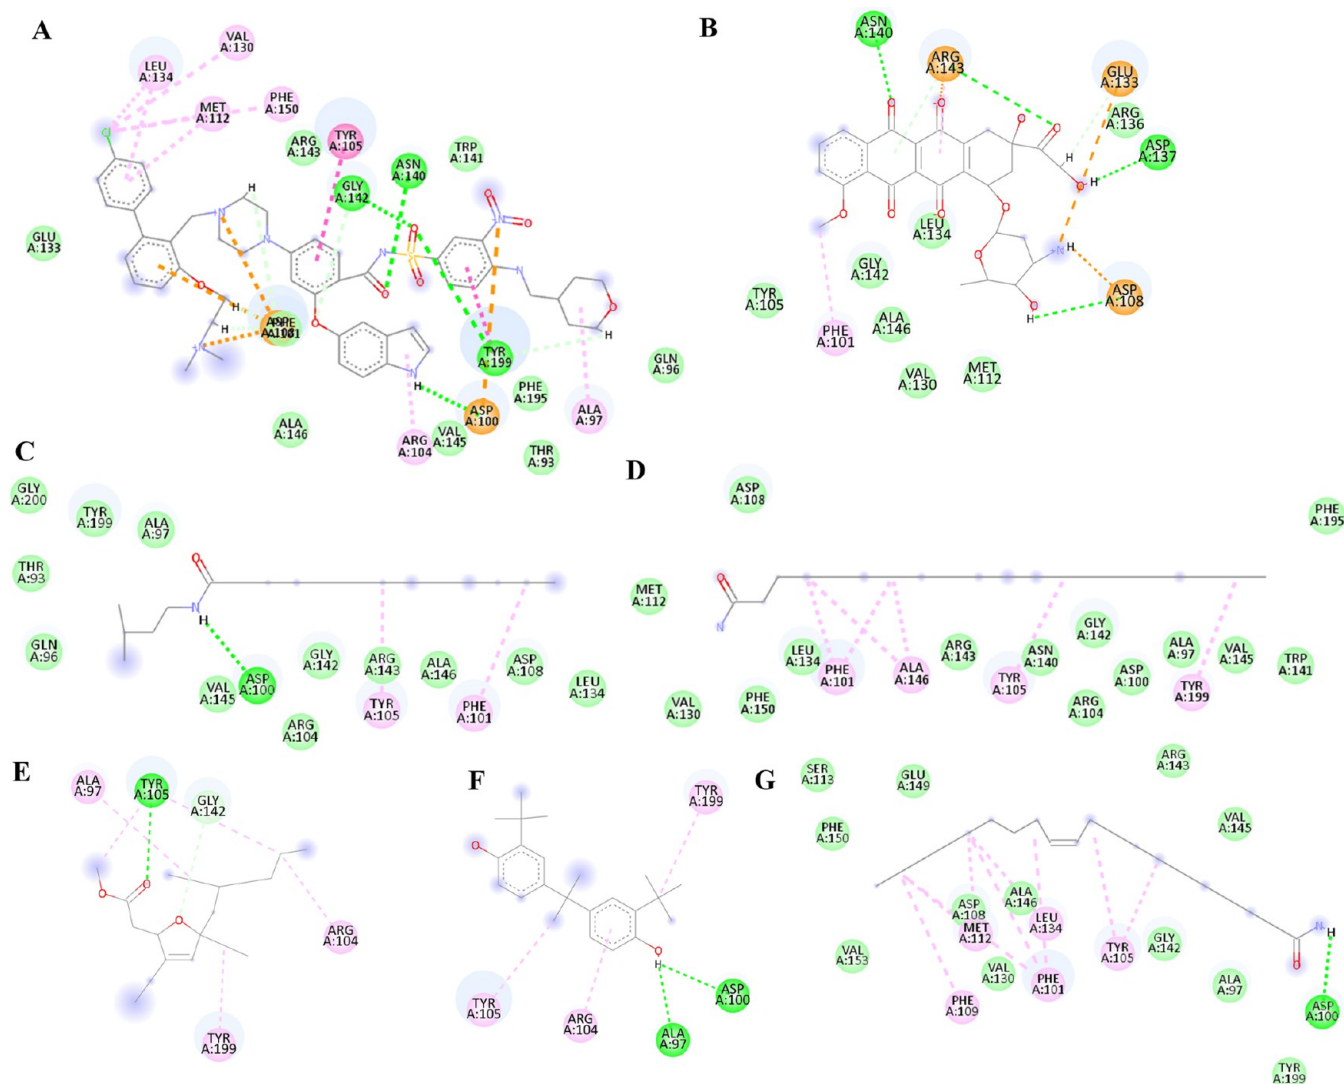 A
VAL
A:130
LEU
A:134
MET
A:112
PHE
A:150
Cl
ARG
A:143
TYR
A:105
GLY
A:142
ASN
A:140
TRP
A:141
GLU
A:133
H
N
N
O
H
H
N
O
N
S
O
O
O
N
O
O
N
O
H
N
H
ASP
A:108
PHE
A:101
TYR
A:199
GLN
A:96
ALA
A:146
ARG
A:104
VAL
A:145
ASP
A:100
PHE
A:195
THR
A:93
ALA
A:97
B
ASN
A:140
ARG
A:143
GLU
A:133
ARG
A:136
ASP
A:137
O
-O
O
O
H
O
H
O
O
O
O
O
N
H
O
O
H
LEU
A:134
GLY
A:142
TYR
A:105
PHE
A:101
ALA
A:146
VAL
A:130
MET
A:112
ASP
A:108
C
GLY
A:200
TYR
A:199
ALA
A:97
THR
A:93
O
N
H
GLN
A:96
VAL
A:145
ASP
A:100
GLY
A:142
ARG
A:104
ARG
A:143
TYR
A:105
ALA
A:146
PHE
A:101
ASP
A:108
LEU
A:134
D
ASP
A:108
PHE
A:195
MET
A:112
O
N
VAL
A:130
PHE
A:150
LEU
A:134
PHE
A:101
ALA
A:146
ARG
A:143
TYR
A:105
ASN
A:140
GLY
A:142
ARG
A:104
ASP
A:100
ALA
A:97
TYR
A:199
VAL
A:145
TRP
A:141
E
ALA
A:97
TYR
A:105
GLY
A:142
O
O
O
ARG
A:104
TYR
A:199
F
TYR
A:199
O
O
H
TYR
A:105
ARG
A:104
ASP
A:100
ALA
A:97
G
SER
A:113
GLU
A:149
ARG
A:143
PHE
A:150
VAL
A:145
ASP
A:108
MET
A:112
ALA
A:146
LEU
A:134
VAL
A:153
VAL
A:130
PHE
A:101
PHE
A:109
TYR
A:105
GLY
A:142
N
H
O
ALA
A:97
ASP
A:100
TYR
A:199